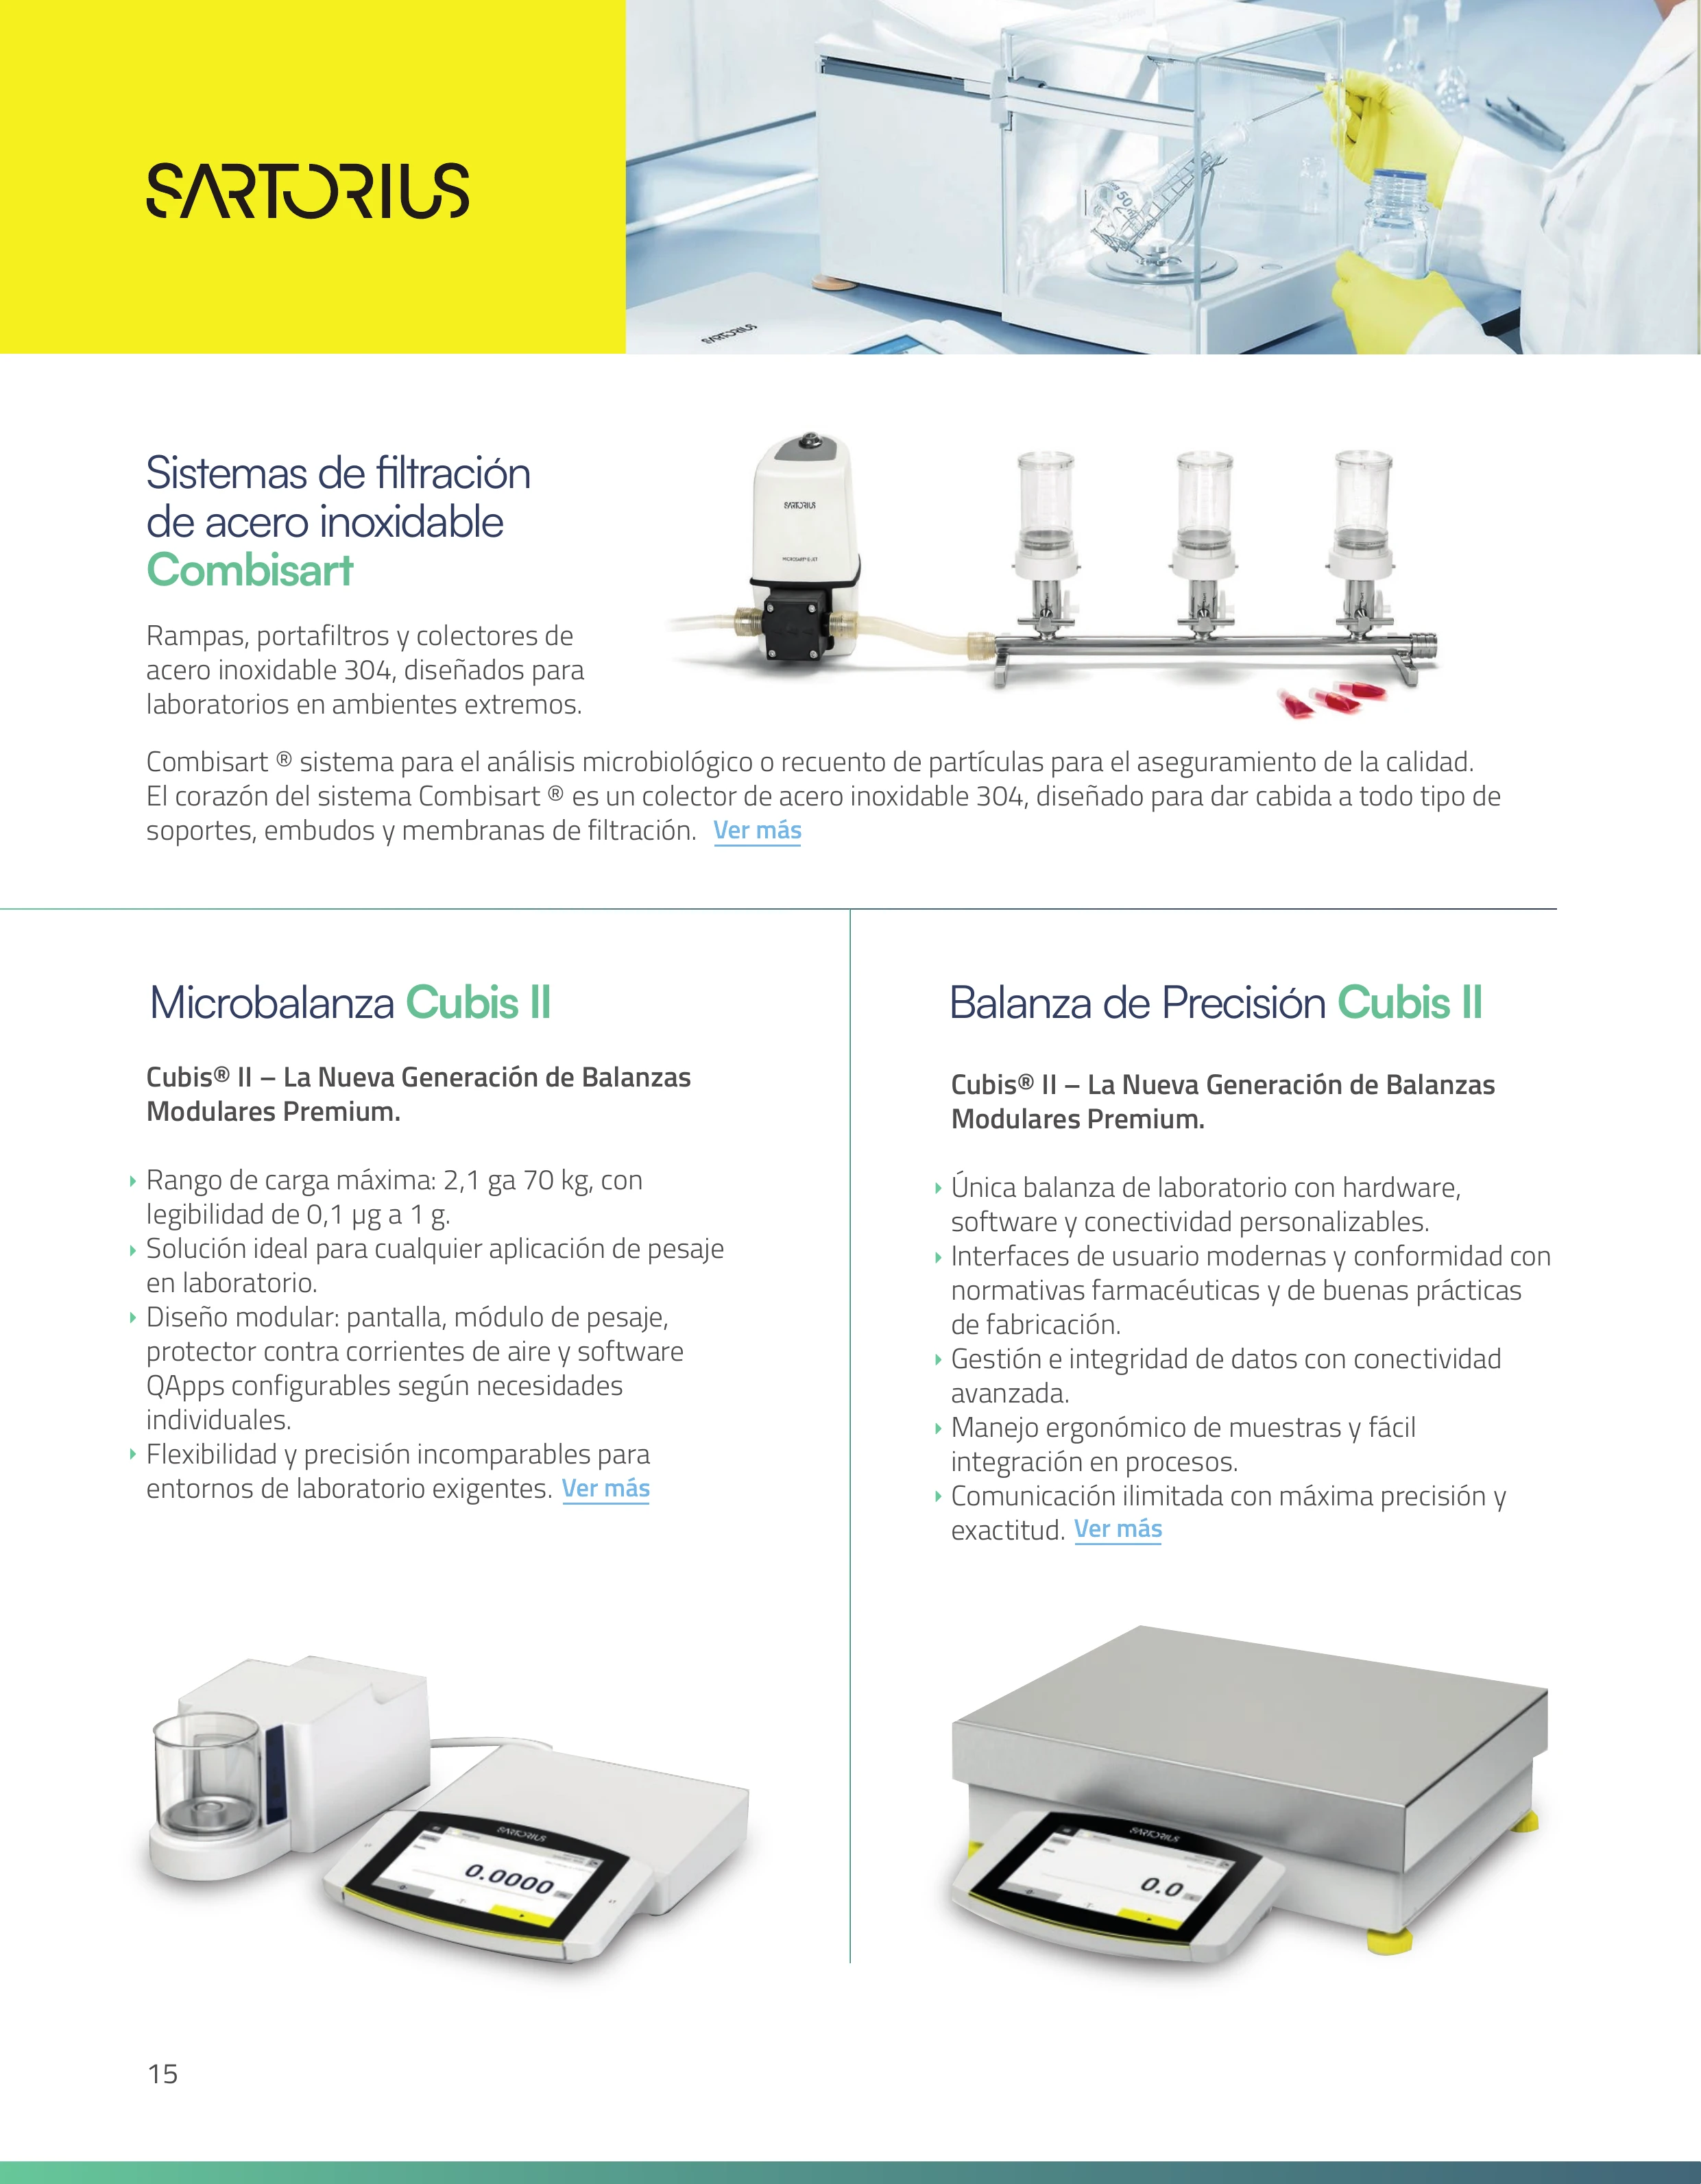 SARTORIUS
50
SARTORIUS
Sistemas de filtración
de acero inoxidable
Combisart
Rampas, portafiltros y colectores de
acero inoxidable 304, diseñados para
laboratorios en ambientes extremos.
SARTORIUS
MICROSART® E.JET
Combisart ® sistema para el análisis microbiológico o recuento de partículas para el aseguramiento de la calidad.
El corazón del sistema Combisart ® es un colector de acero inoxidable 304, diseñado para dar cabida a todo tipo de
soportes, embudos y membranas de filtración. Ver más
Microbalanza Cubis II
Cubis® II – La Nueva Generación de Balanzas
Modulares Premium.
Rango de carga máxima: 2,1 ga 70 kg, con
legibilidad de 0,1 µg a 1 g.
Solución ideal para cualquier aplicación de pesaje
en laboratorio.
Diseño modular: pantalla, módulo de pesaje,
protector contra corrientes de aire y software
QApps configurables según necesidades
individuales.
Flexibilidad y precisión incomparables para
entornos de laboratorio exigentes. Ver más
SARTORIUS
0.0000
Balanza de Precisión Cubis II
Cubis® II – La Nueva Generación de Balanzas
Modulares Premium.
Única balanza de laboratorio con hardware,
software y conectividad personalizables.
Interfaces de usuario modernas y conformidad con
normativas farmacéuticas y de buenas prácticas
de fabricación.
Gestión e integridad de datos con conectividad
avanzada.
Manejo ergonómico de muestras y fácil
integración en procesos.
Comunicación ilimitada con máxima precisión y
exactitud. Ver más
SARTORIUS
0.0
15